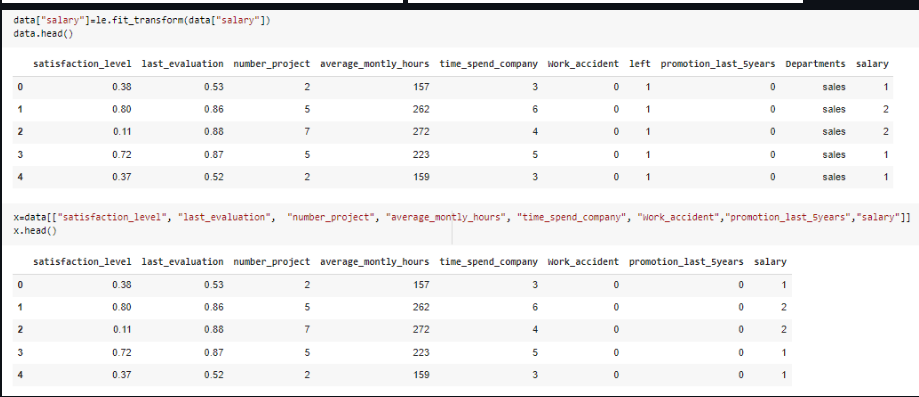 data["salary"]=le.fit_transform(data["salary"])
data.head()
satisfaction_level last_evaluation number_project average_montly_hours time_spend_company Work_accident left promotion_last_5years Departments salary
0 0.38 0.53 2 157 3 0 1 0 sales 1
1 0.80 0.86 5 262 6 0 1 0 sales 2
2 0.11 0.88 7 272 4 0 1 0 sales 2
3 0.72 0.87 5 223 5 0 1 0 sales 1
4 0.37 0.52 2 159 3 0 1 0 sales 1
x=data[["satisfaction_level", "last_evaluation", "number_project", "average_montly_hours", "time_spend_company", "Work_accident","promotion_last_5years","salary"]]
x.head()
satisfaction_level last_evaluation number_project average_montly_hours time_spend_company Work_accident promotion_last_5years salary
0 0.38 0.53 2 157 3 0 0 1
1 0.80 0.86 5 262 6 0 0 2
2 0.11 0.88 7 272 4 0 0 2
3 0.72 0.87 5 223 5 0 0 1
4 0.37 0.52 2 159 3 0 0 1